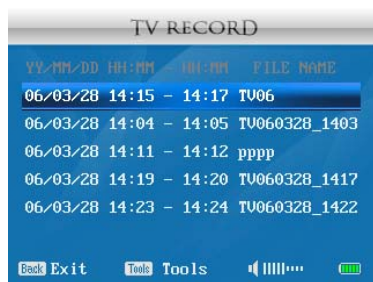 TV RECORD
YY/MM/DD HH:MM - HH:MM FILE NAME
06/03/28 14:15 - 14:17 TV06
06/03/28 14:04 - 14:05 TV060328_1403
06/03/28 14:11 - 14:12 pppp
06/03/28 14:19 - 14:20 TV060328_1417
06/03/28 14:23 - 14:24 TV060328_1422
Back Exit Tools Tools